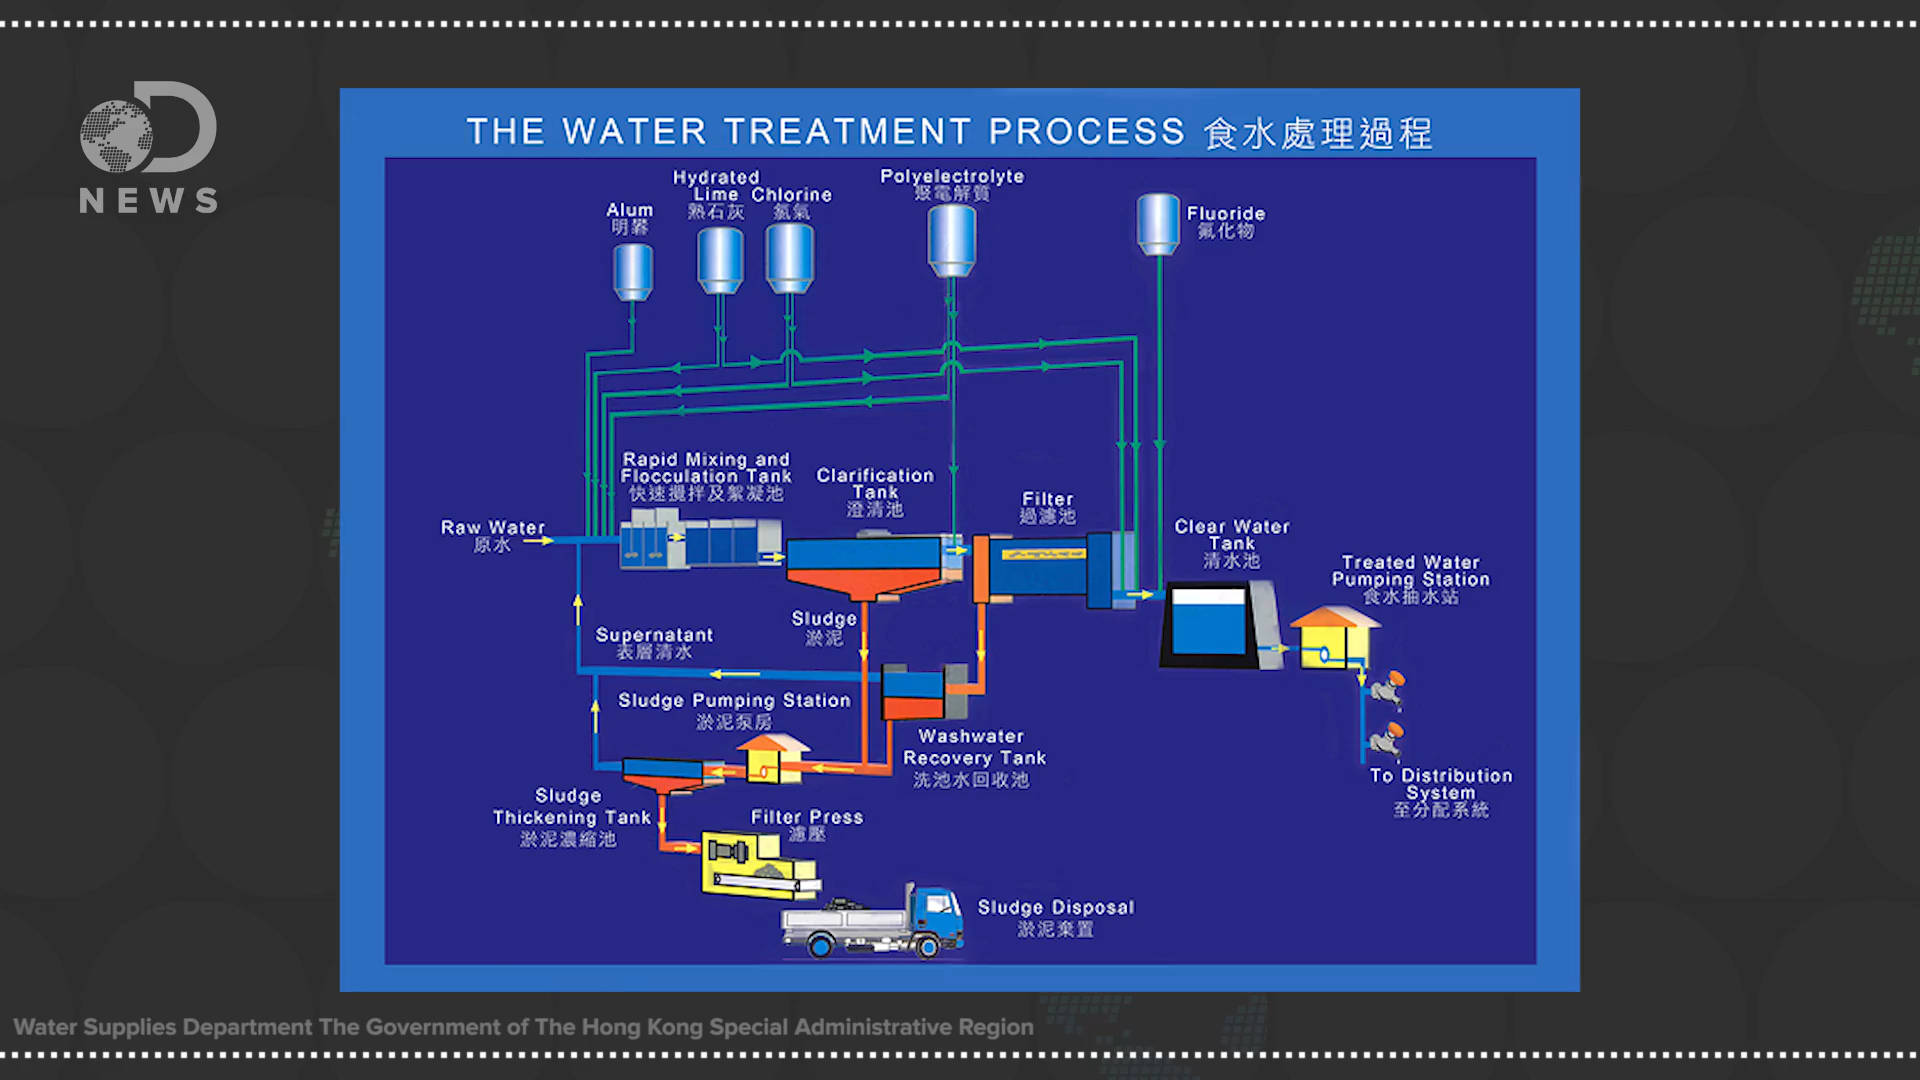 NEWS
THE WATER TREATMENT PROCESS 食水處理過程
Alum
明礬
Hydrated
Lime
熟石灰
Chlorine
氯氣
Polyelectrolyte
聚電解質
Fluoride
氟化物
Rapid Mixing and
Flocculation Tank
快速攪拌及絮凝池
Clarification
Tank
澄清池
Filter
過濾池
Raw Water
原水
Clear Water
Tank
清水池
Treated Water
Pumping Station
食水抽水站
Sludge
淤泥
Supernatant
表層清水
Sludge Pumping Station
淤泥泵房
Washwater
Recovery Tank
洗池水回收池
To Distribution
System
至分配系統
Sludge
Thickening Tank
淤泥濃縮池
Filter Press
濾壓
Sludge Disposal
淤泥棄置
Water Supplies Department The Government of The Hong Kong Special Administrative Region